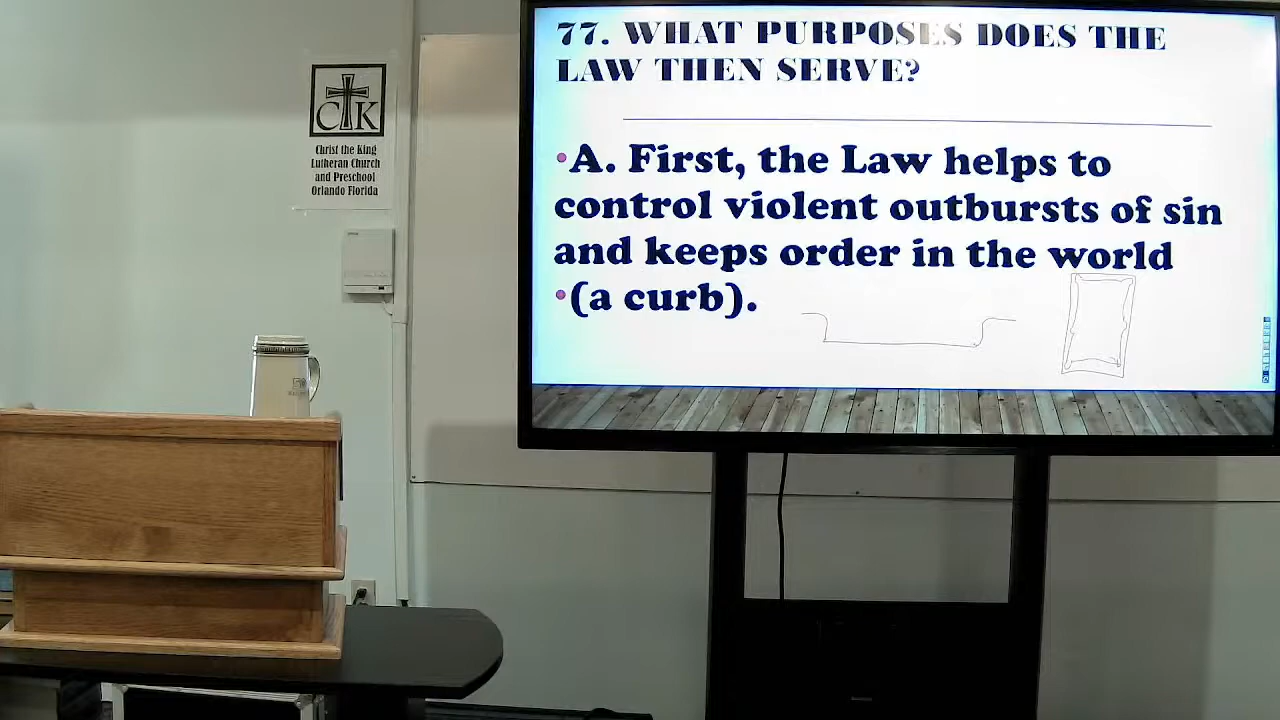 CTK
Christ the King
Lutheran Church
and Preschool
Orlando Florida
77. WHAT PURPOSES DOES THE
LAW THEN SERVE?
•A. First, the Law helps to
control violent outbursts of sin
and keeps order in the world
•(a curb).